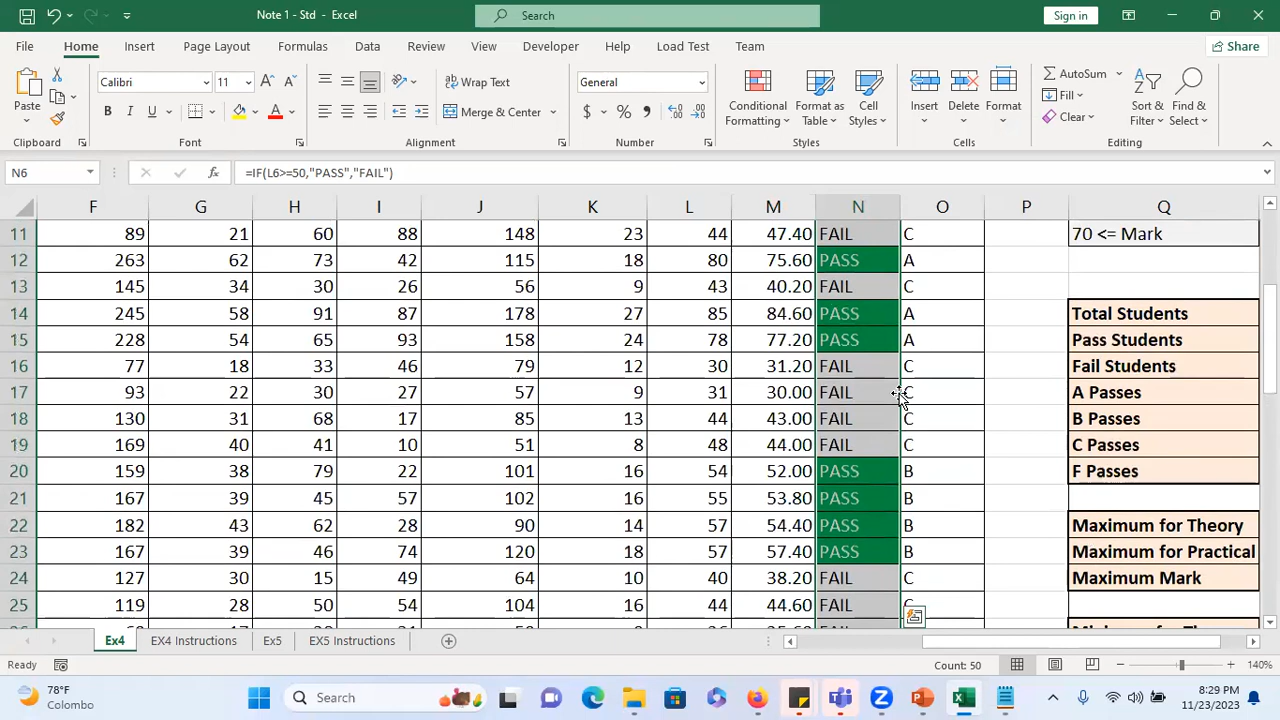 Note 1 - Std - Excel
Search
Sign in
File Home Insert Page Layout Formulas Data Review View Developer Help Load Test Team Share
Calibri 11 Wrap Text General AutoSum
Paste B I U A Merge & Center $ % Conditional Formatting Format as Table Cell Styles Insert Delete Format Fill Clear Sort & Filter Find & Select
Clipboard Font Alignment Number Styles Cells Editing
N6 fx =IF(L6>=50,"PASS","FAIL")
F G H I J K L M N O P Q
11 89 21 60 88 148 23 44 47.40 FAIL C 70 <= Mark
12 263 62 73 42 115 18 80 75.60 PASS A
13 145 34 30 26 56 9 43 40.20 FAIL C
14 245 58 91 87 178 27 85 84.60 PASS A Total Students
15 228 54 65 93 158 24 78 77.20 PASS A Pass Students
16 77 18 33 46 79 12 30 31.20 FAIL C Fail Students
17 93 22 30 27 57 9 31 30.00 FAIL C A Passes
18 130 31 68 17 85 13 44 43.00 FAIL C B Passes
19 169 40 41 10 51 8 48 44.00 FAIL C C Passes
20 159 38 79 22 101 16 54 52.00 PASS B F Passes
21 167 39 45 57 102 16 55 53.80 PASS B
22 182 43 62 28 90 14 57 54.40 PASS B Maximum for Theory
23 167 39 46 74 120 18 57 57.40 PASS B Maximum for Practical
24 127 30 15 49 64 10 40 38.20 FAIL C Maximum Mark
25 119 28 50 54 104 16 44 44.60 FAIL
Ex4 EX4 Instructions Ex5 EX5 Instructions
Ready Count: 50 140%
78°F
Colombo
Search
8:29 PM
11/23/2023